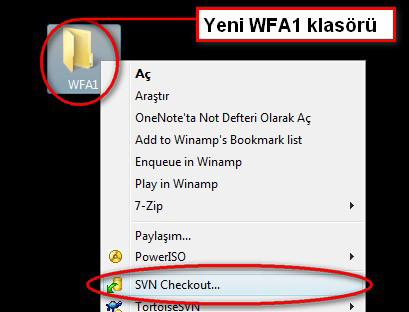 Yeni WFA1 klasörü
WFA1
Aç
Araştır
OneNote'ta Not Defteri Olarak Aç
Add to Winamp's Bookmark list
Enqueue in Winamp
Play in Winamp
7-Zip
Paylaşım...
PowerISO
SVN Checkout...
TortoiseSVN